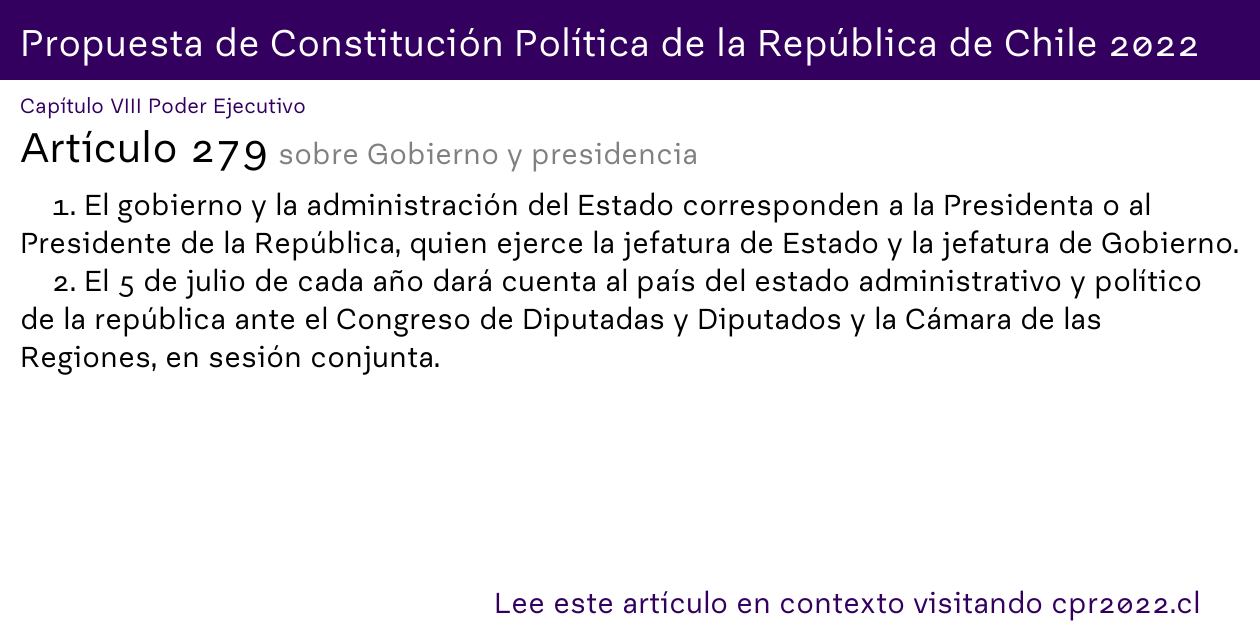 Propuesta de Constitución Política de la República de Chile 2022
Capítulo VIII Poder Ejecutivo
Artículo 279 sobre Gobierno y presidencia
1. El gobierno y la administración del Estado corresponden a la Presidenta o al
Presidente de la República, quien ejerce la jefatura de Estado y la jefatura de Gobierno.
2. El 5 de julio de cada año dará cuenta al país del estado administrativo y político
de la república ante el Congreso de Diputadas y Diputados y la Cámara de las
Regiones, en sesión conjunta.
Lee este artículo en contexto visitando cpr2022.cl